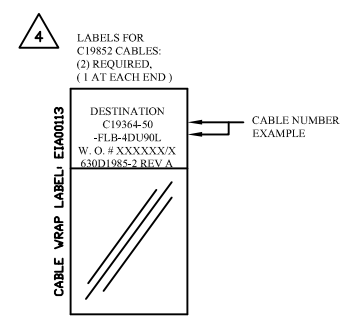 4
LABELS FOR
C19852 CABLES:
(2) REQUIRED,
( 1 AT EACH END )
CABLE WRAP LABEL: EIA00113
DESTINATION
C19364-50
-FLB-4DU90L
W. O. # XXXXXX/X
630D1985-2 REV A
CABLE NUMBER
EXAMPLE